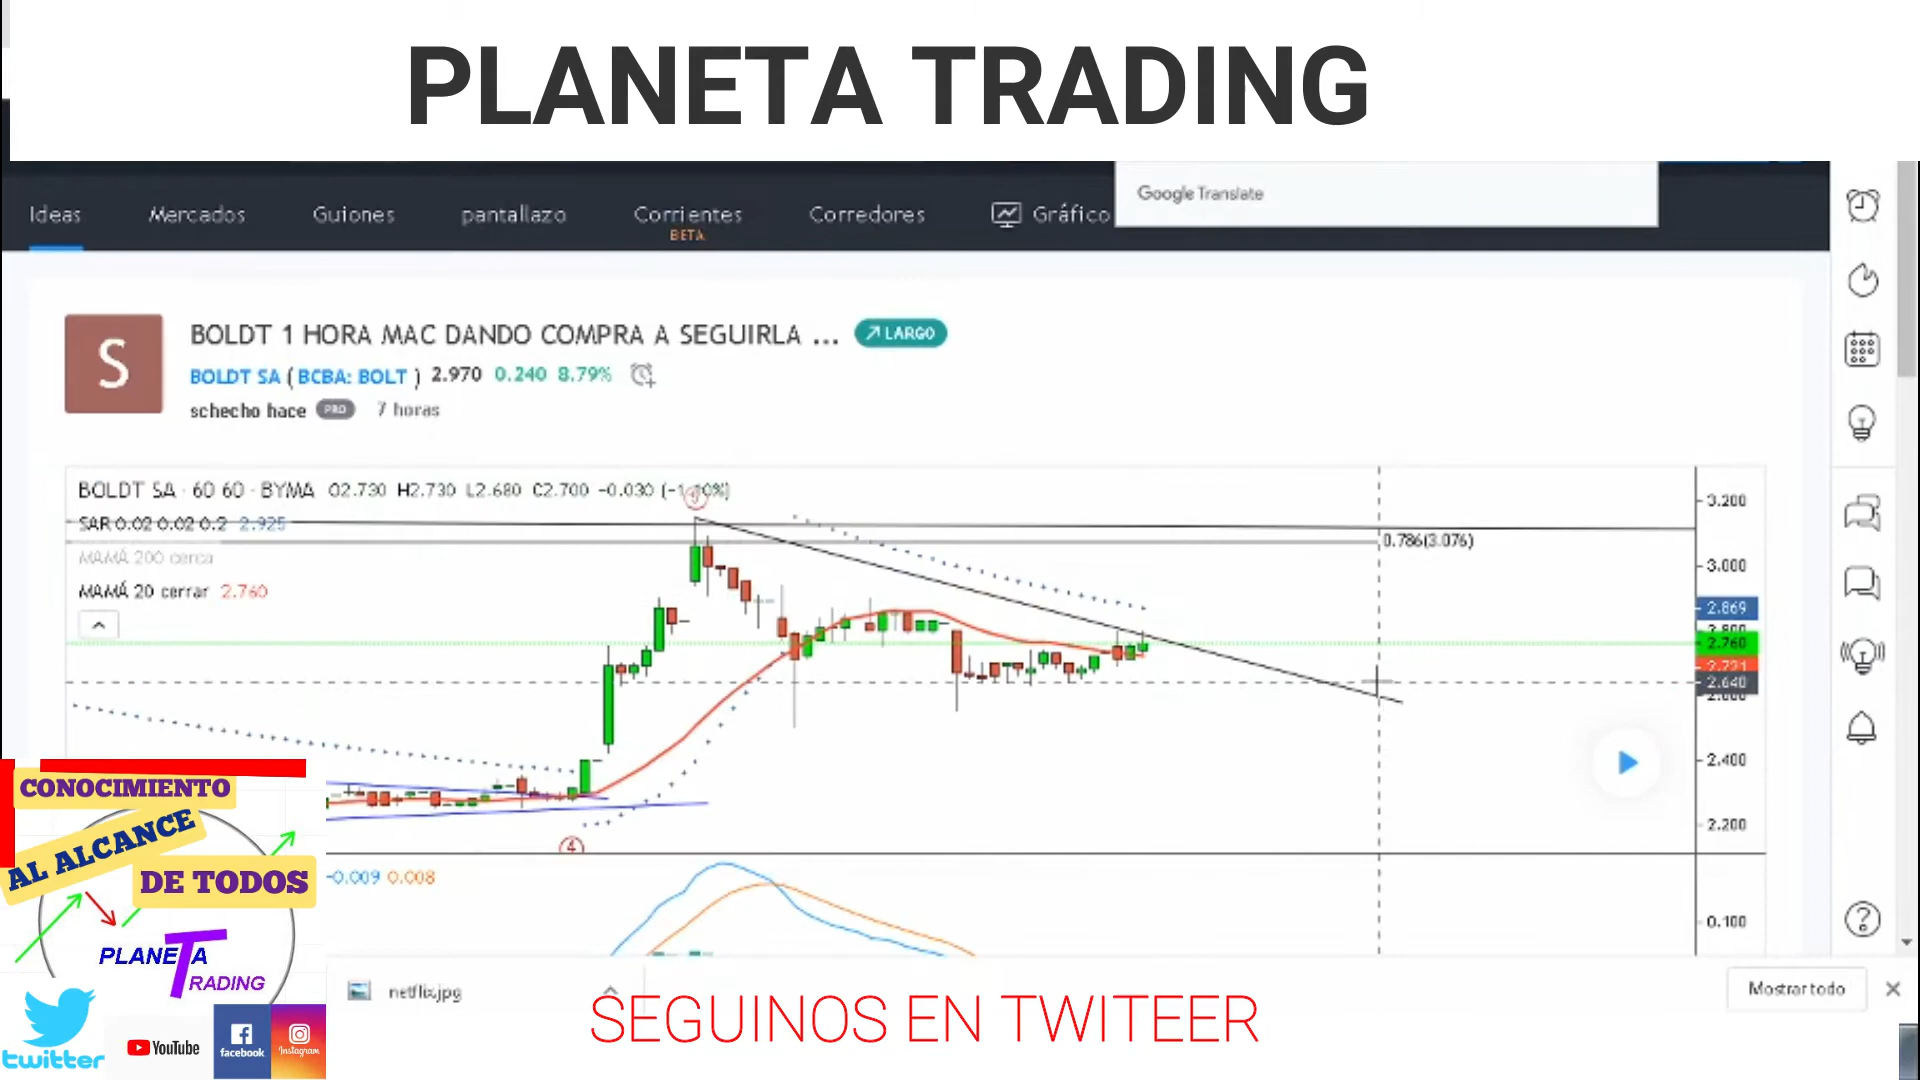 PLANETA TRADING
Google Translate
Ideas Mercados Guiones pantallazo Corrientes Corredores Gráfico
BETA
S
BOLDT 1 HORA MAC DANDO COMPRA A SEGUIRLA ... LARGO
BOLDT SA ( BCBA: BOLT ) 2.970 0.240 8.79%
schecho hace PRO 7 horas
BOLDT SA · 60 60 · BYMA O2.730 H2.730 L2.680 C2.700 -0.030
SAR 0.02 0.02 0.2 2.925
MAMÁ 200 cerca
MAMÁ 20 cerrar 2.760
0.786(3.076)
3.200
3.000
2.869
2.760
2.640
2.400
2.200
4
-0.009 0.008
0.100
CONOCIMIENTO
AL ALCANCE
DE TODOS
PLANETA
TRADING
netflix.jpg
Mostrar todo
SEGUINOS EN TWITEER
twitter
YouTube
facebook
Instagram